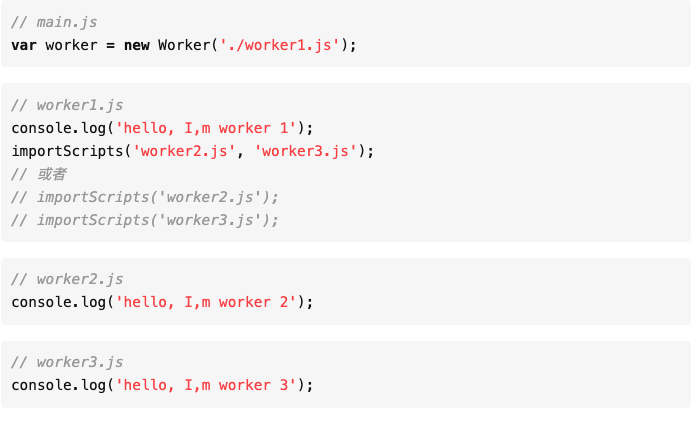 // main.js
var worker = new Worker('./worker1.js');
// worker1.js
console.log('hello, I,m worker 1');
importScripts('worker2.js', 'worker3.js');
// 或者
// importScripts('worker2.js');
// importScripts('worker3.js');
// worker2.js
console.log('hello, I,m worker 2');
// worker3.js
console.log('hello, I,m worker 3');